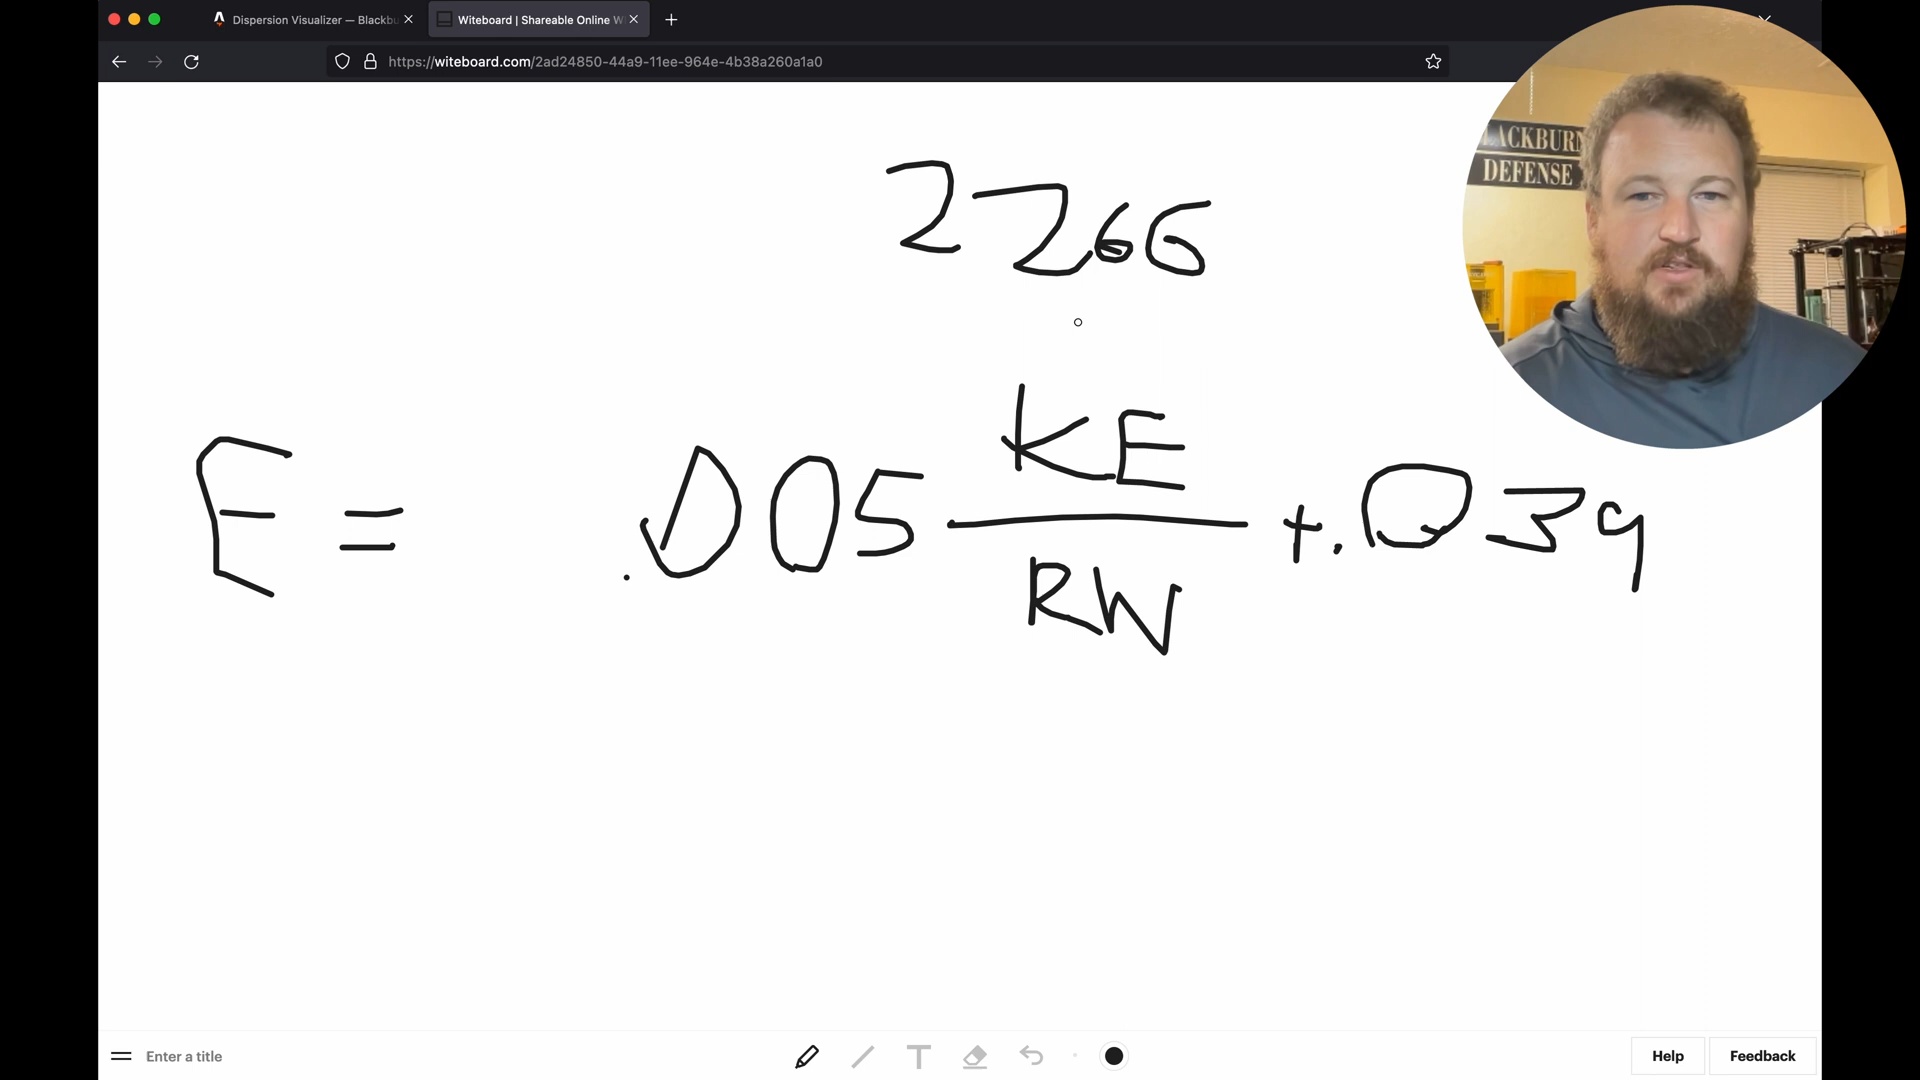 Dispersion Visualizer — Blackbu
Witeboard | Shareable Online W
https://witeboard.com/2ad24850-44a9-11ee-964e-4b38a260a1a0
LACKBURN
DEFENSE
2266
E = .005 KE/RW + .039
Enter a title
T
Help
Feedback